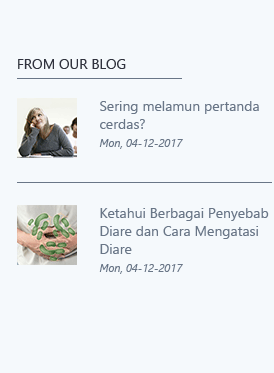 FROM OUR BLOG
Sering melamun pertanda
cerdas?
Mon, 04-12-2017
Ketahui Berbagai Penyebab
Diare dan Cara Mengatasi
Diare
Mon, 04-12-2017